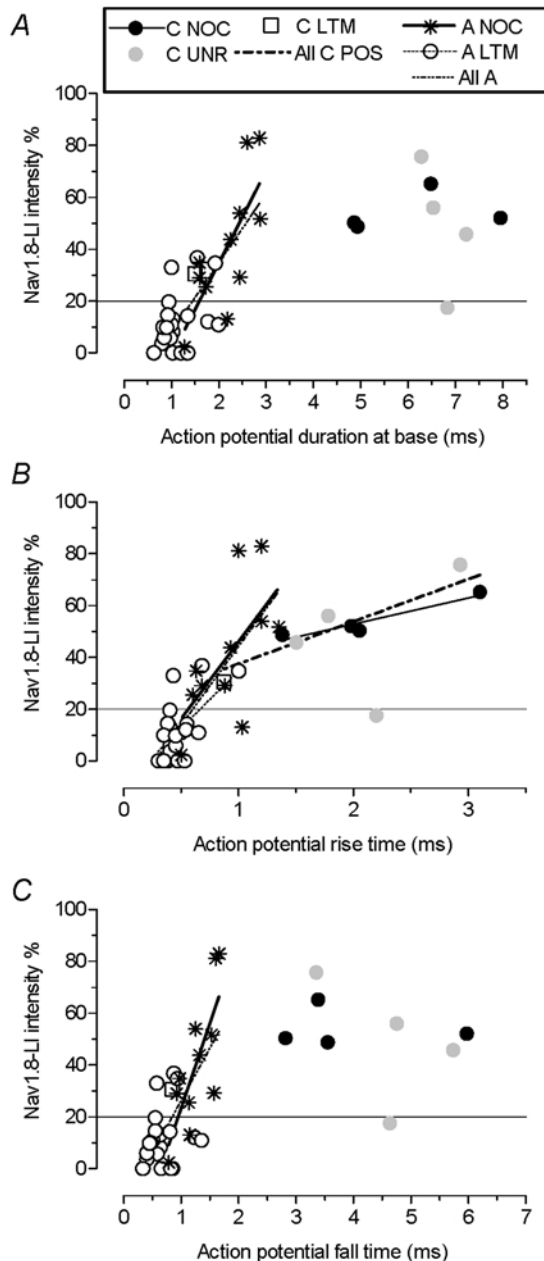 A
C NOC
C LTM
A NOC
C UNR
All C POS
A LTM
All A
Nav1.8-LI intensity %
100
80
60
40
20
0
0 1 2 3 4 5 6 7 8
Action potential duration at base (ms)
B
Nav1.8-LI intensity %
100
80
60
40
20
0
0 1 2 3
Action potential rise time (ms)
C
Nav1.8-LI intensity %
100
80
60
40
20
0
0 1 2 3 4 5 6 7
Action potential fall time (ms)